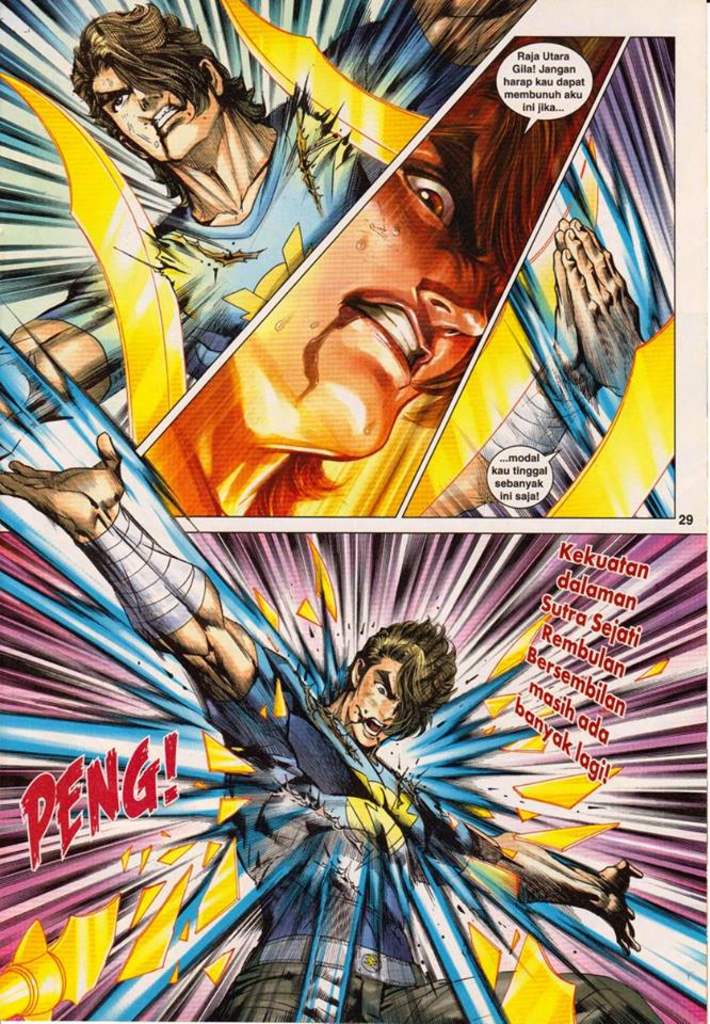 Raja Utara
Gila! Jangan
harap kau dapat
membunuh aku
ini jika...
...modal
kau tinggal
sebanyak
ini saja!
29
Kekuatan
dalaman
Sutra Sejati
Rembulan
Bersembilan
masih ada
banyak lagi!
PENG!